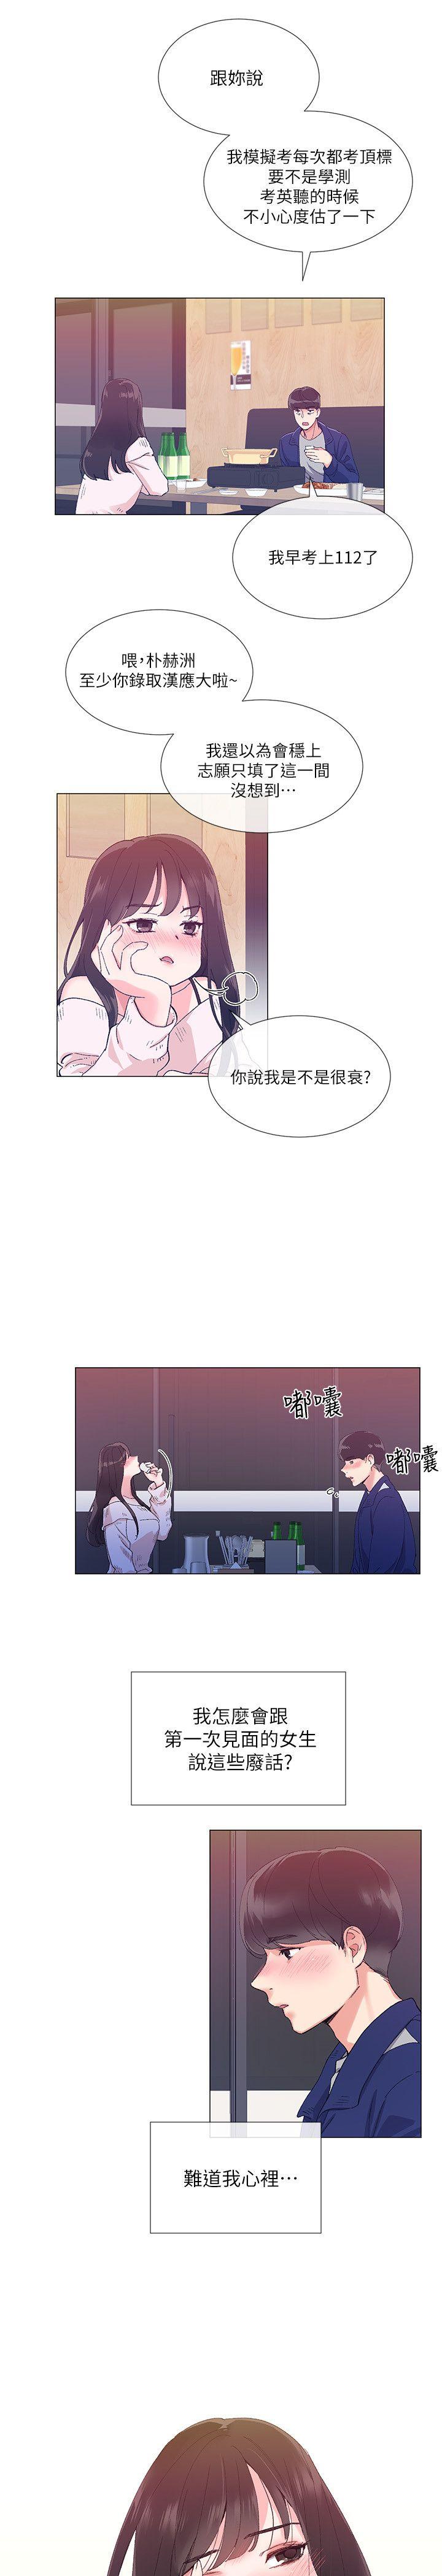 跟妳說
我模擬考每次都考頂標
要不是學測
考英聽的時候
不小心度估了一下
我早考上112了
喂，朴赫洲
至少你錄取漢應大啦~
我還以為會穩上
志願只填了這一間
沒想到⋯
你說我是不是很衰?
嘟囔
嘟囔
我怎麼會跟
第一次見面的女生
說這些廢話?
難道我心裡⋯